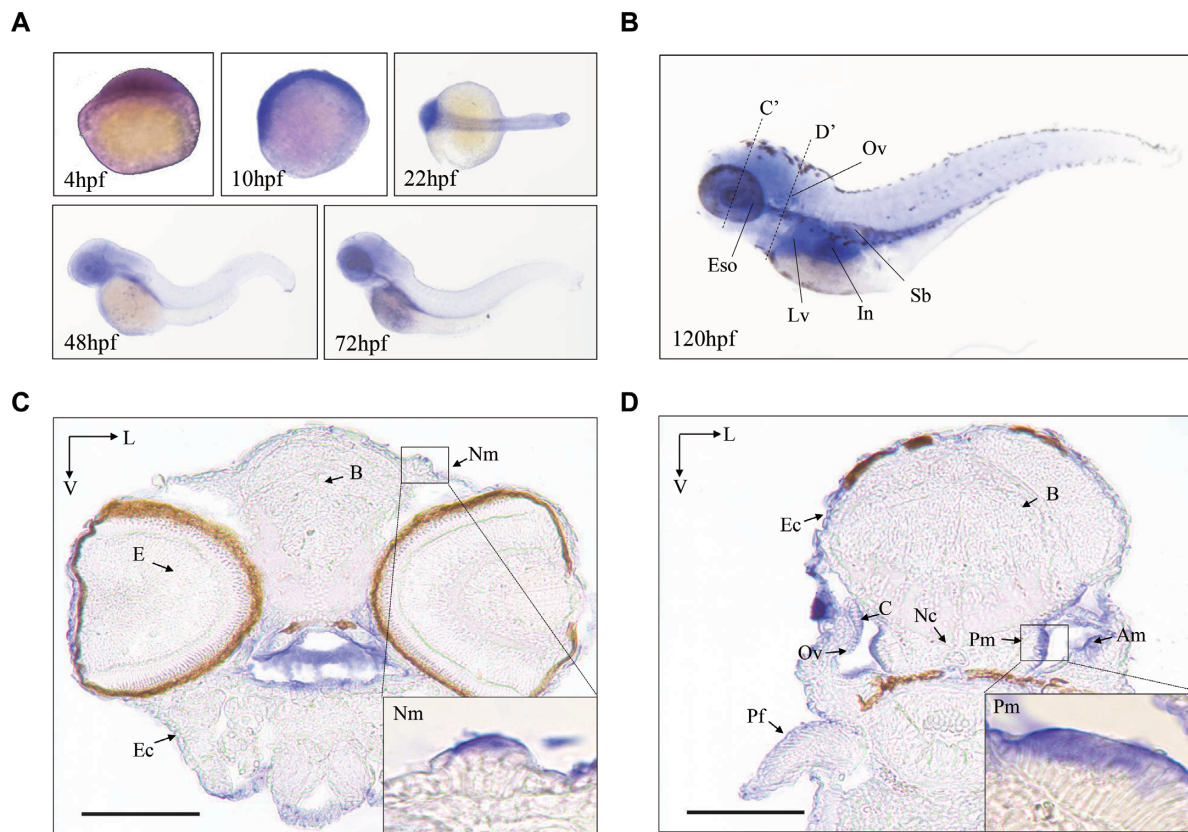 A
4hpf
10hpf
22hpf
48hpf
72hpf
B
C’
D’
Ov
Eso
Lv
In
Sb
120hpf
C
L
V
B
Nm
E
Ec
Nm
D
L
V
B
Ec
C
Nc
Pm
Am
Ov
Pf
Pm